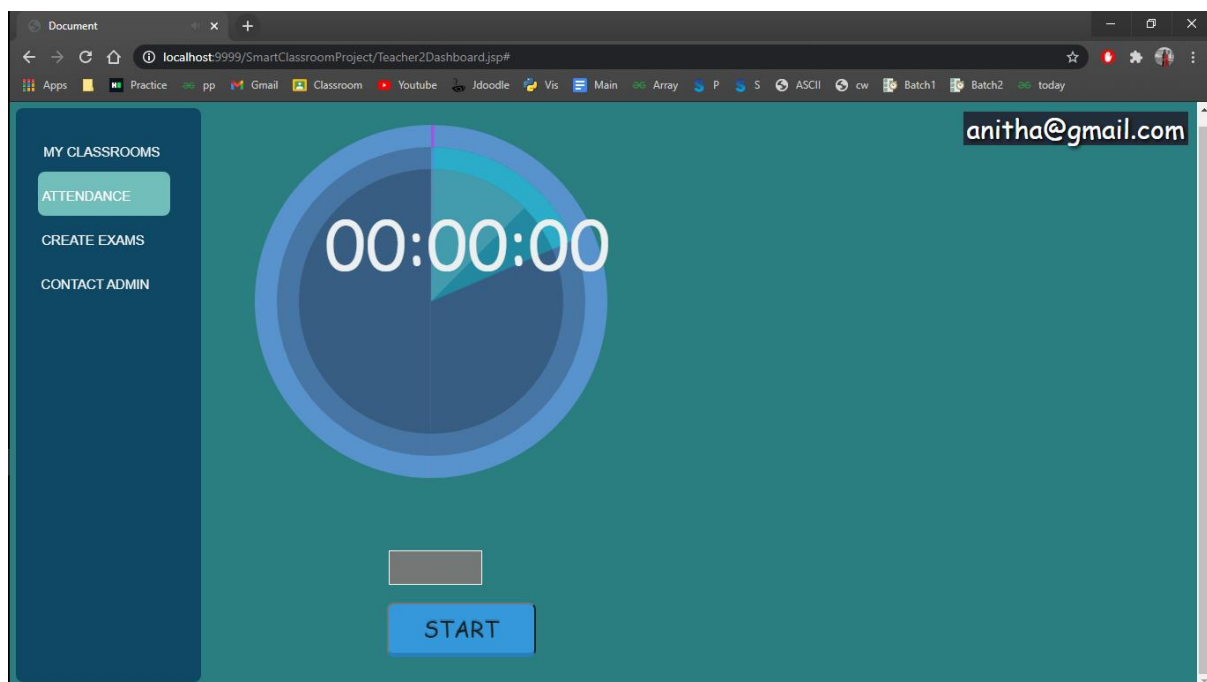 Document
localhost:9999/SmartClassroomProject/Teacher2Dashboard.jsp#
Apps Practice pp Gmail Classroom Youtube Jdoodle Vis Main Array P S ASCII cw Batch1 Batch2 today
anitha@gmail.com
MY CLASSROOMS
ATTENDANCE
CREATE EXAMS
CONTACT ADMIN
00:00:00
START